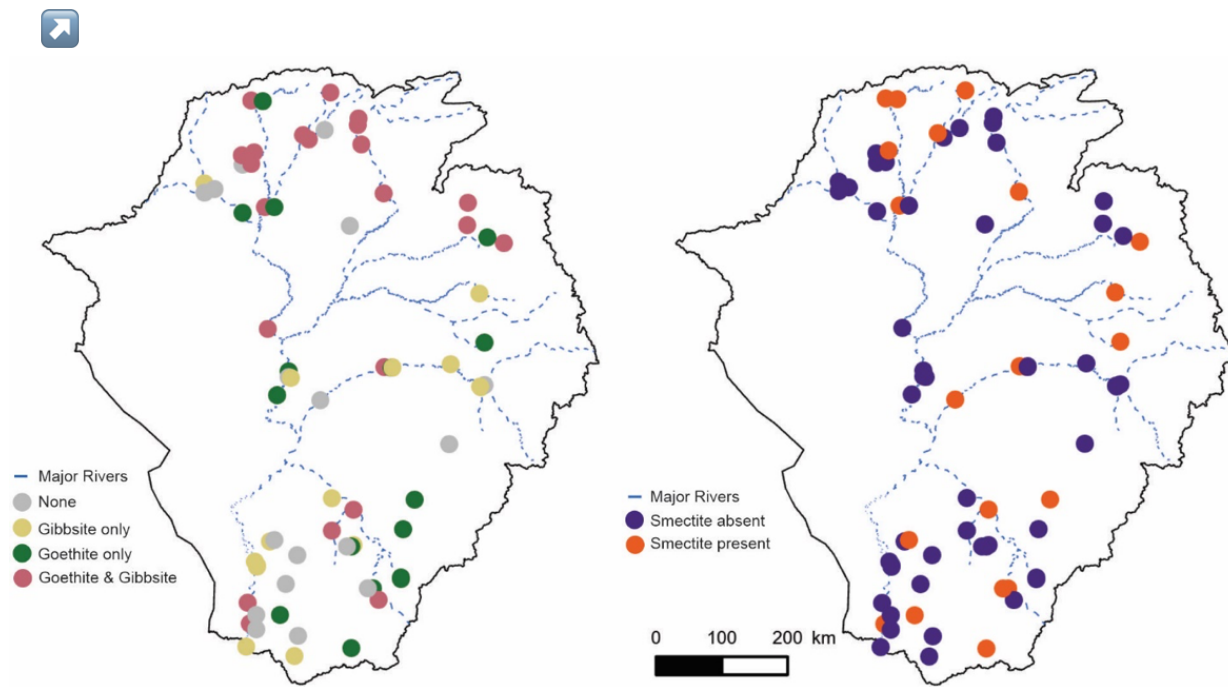 Major Rivers
None
Gibbsite only
Goethite only
Goethite & Gibbsite
Major Rivers
Smectite absent
Smectite present
0 100 200 km